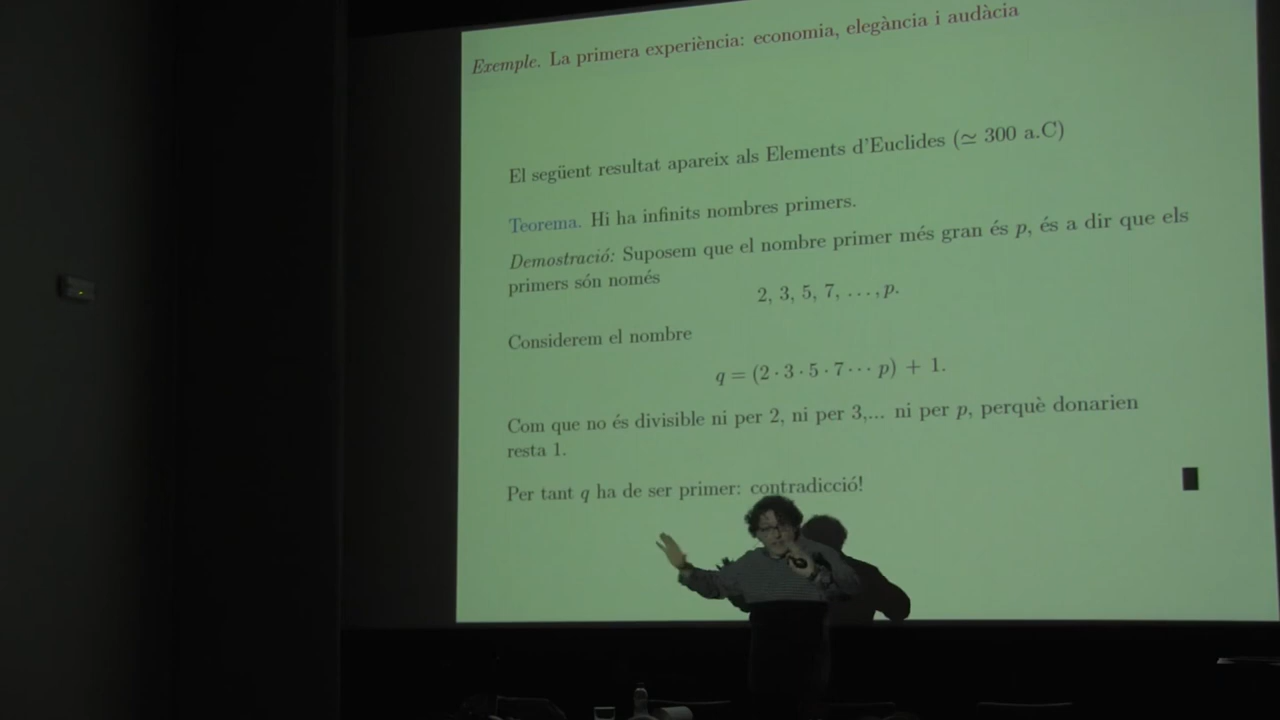 Exemple. La primera experiència: economia, elegància i audàcia
El següent resultat apareix als Elements d'Euclides (≃ 300 a.C)
Teorema. Hi ha infinits nombres primers.
Demostració: Suposem que el nombre primer més gran és p, és a dir que els
primers són només
2, 3, 5, 7, ...,p.
Considerem el nombre
q = (2 · 3 · 5 · 7 ··· p) + 1.
Com que no és divisible ni per 2, ni per 3,... ni per p, perquè donarien
resta 1.
Per tant q ha de ser primer: contradicció!